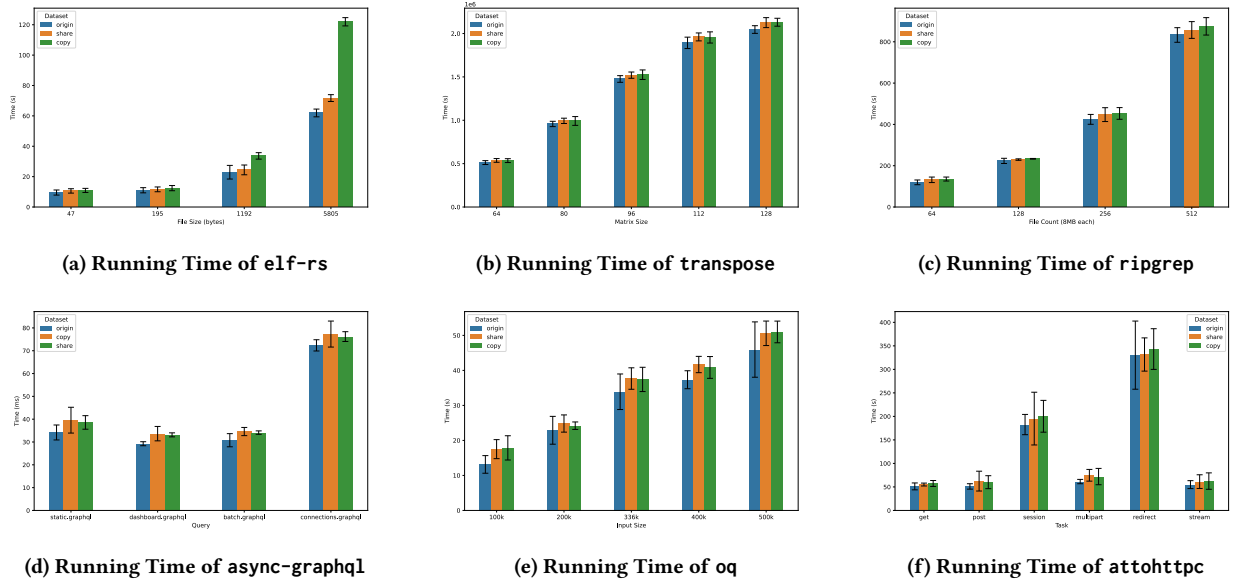 Dataset
origin
share
copy
Time (s)
0
20
40
60
80
100
120
47
195
1192
5805
File Size (bytes)
(a) Running Time of elf-rs
1e6
Dataset
origin
share
copy
Time (s)
0.0
0.5
1.0
1.5
2.0
64
80
96
112
128
Matrix Size
(b) Running Time of transpose
Dataset
origin
share
copy
Time (s)
0
200
400
600
800
64
128
256
512
File Count (8MB each)
(c) Running Time of ripgrep
Dataset
origin
copy
share
Time (ms)
0
10
20
30
40
50
60
70
80
static.graphql
dashboard.graphql
batch.graphql
connections.graphql
Query
(d) Running Time of async-graphql
Dataset
origin
share
copy
Time (s)
0
10
20
30
40
50
100k
200k
336k
400k
500k
Input Size
(e) Running Time of oq
Dataset
origin
share
copy
Time (s)
0
50
100
150
200
250
300
350
400
get
post
session
multipart
redirect
stream
Task
(f) Running Time of attohttpc